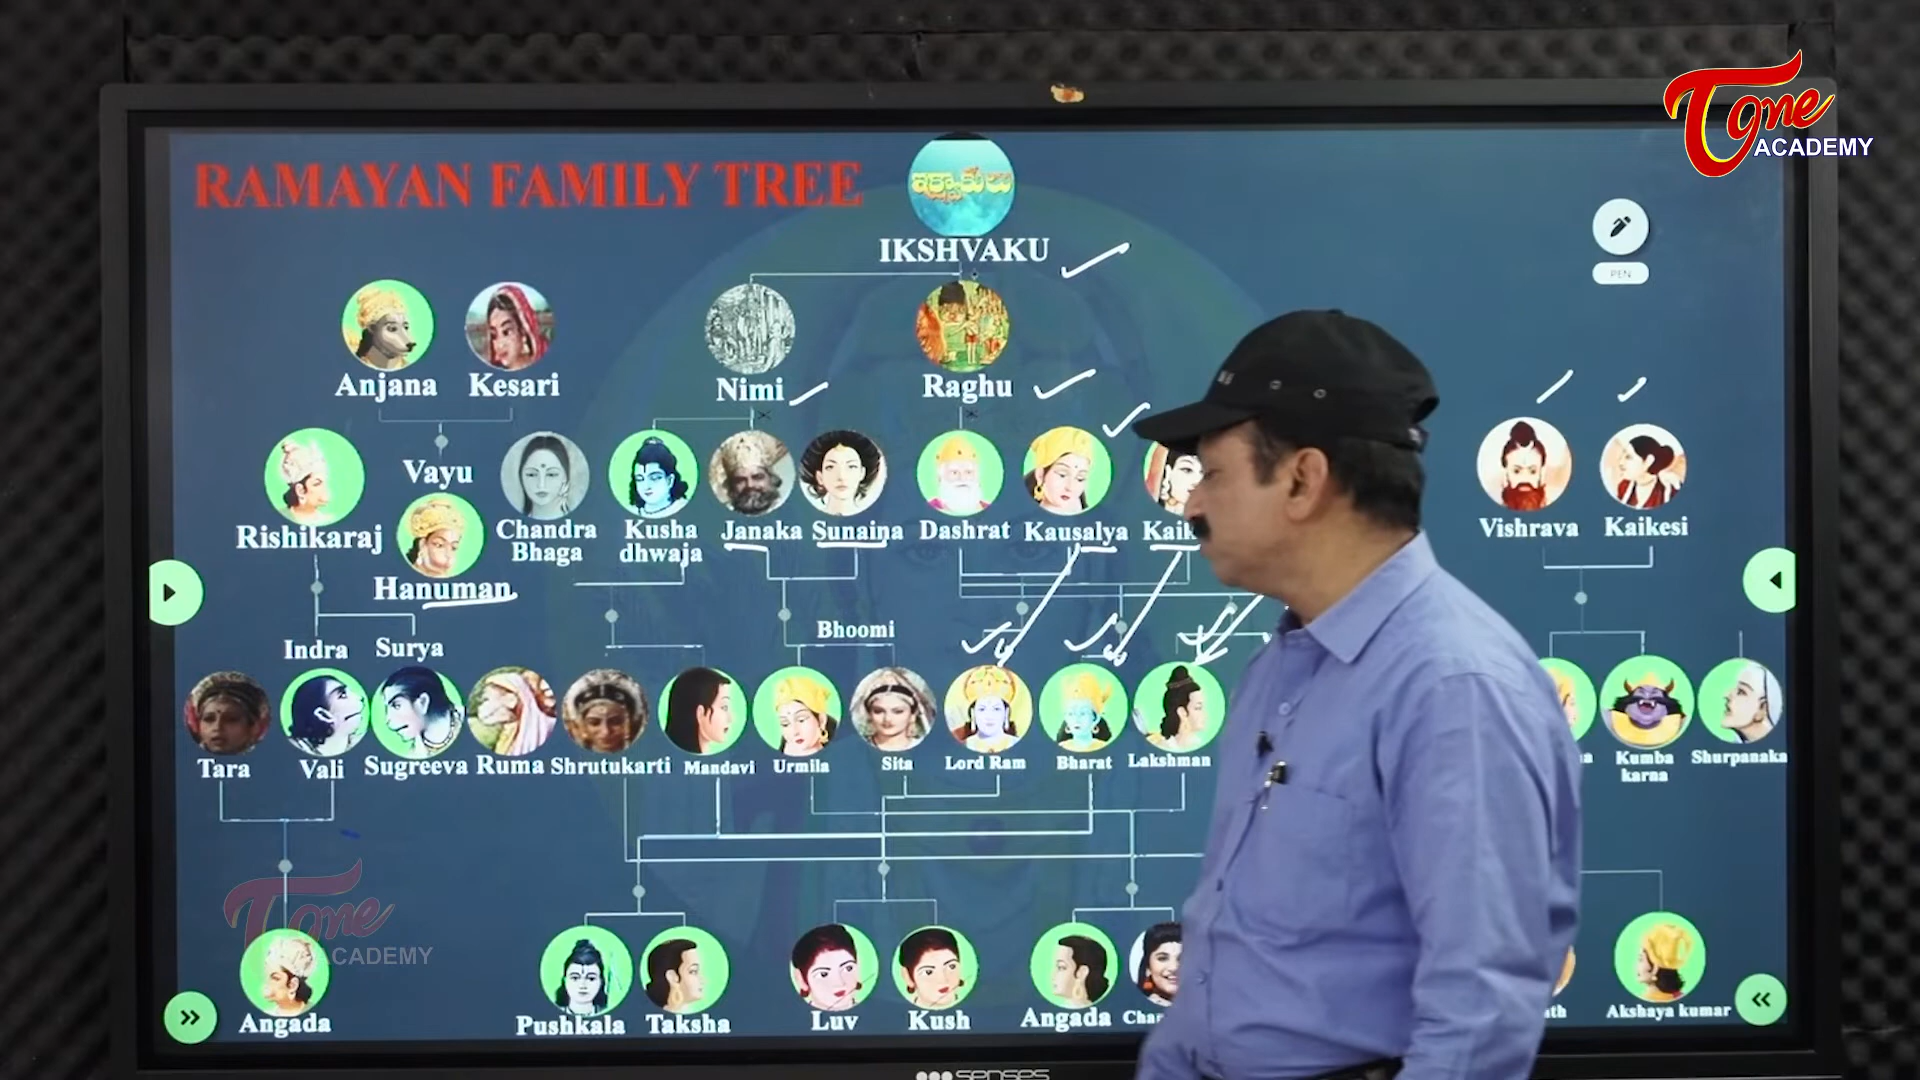 Tone
ACADEMY
RAMAYAN FAMILY TREE
ఇక్ష్వాకులు
IKSHVAKU
PEN
Anjana
Kesari
Nimi
Raghu
Vayu
Rishikaraj
Chandra
Bhaga
Kusha
dhwaja
Janaka
Sunaina
Dashrat
Kausalya
Kaik
Vishrava
Kaikesi
Hanuman
Bhoomi
Indra
Surya
Tara
Vali
Sugreeva
Ruma
Shrutukarti
Mandavi
Urmila
Sita
Lord Ram
Bharat
Lakshman
Kumba
karna
Shurpanaka
Tone
ACADEMY
Angada
Pushkala
Taksha
Luv
Kush
Angada
Akshaya kumar
senses